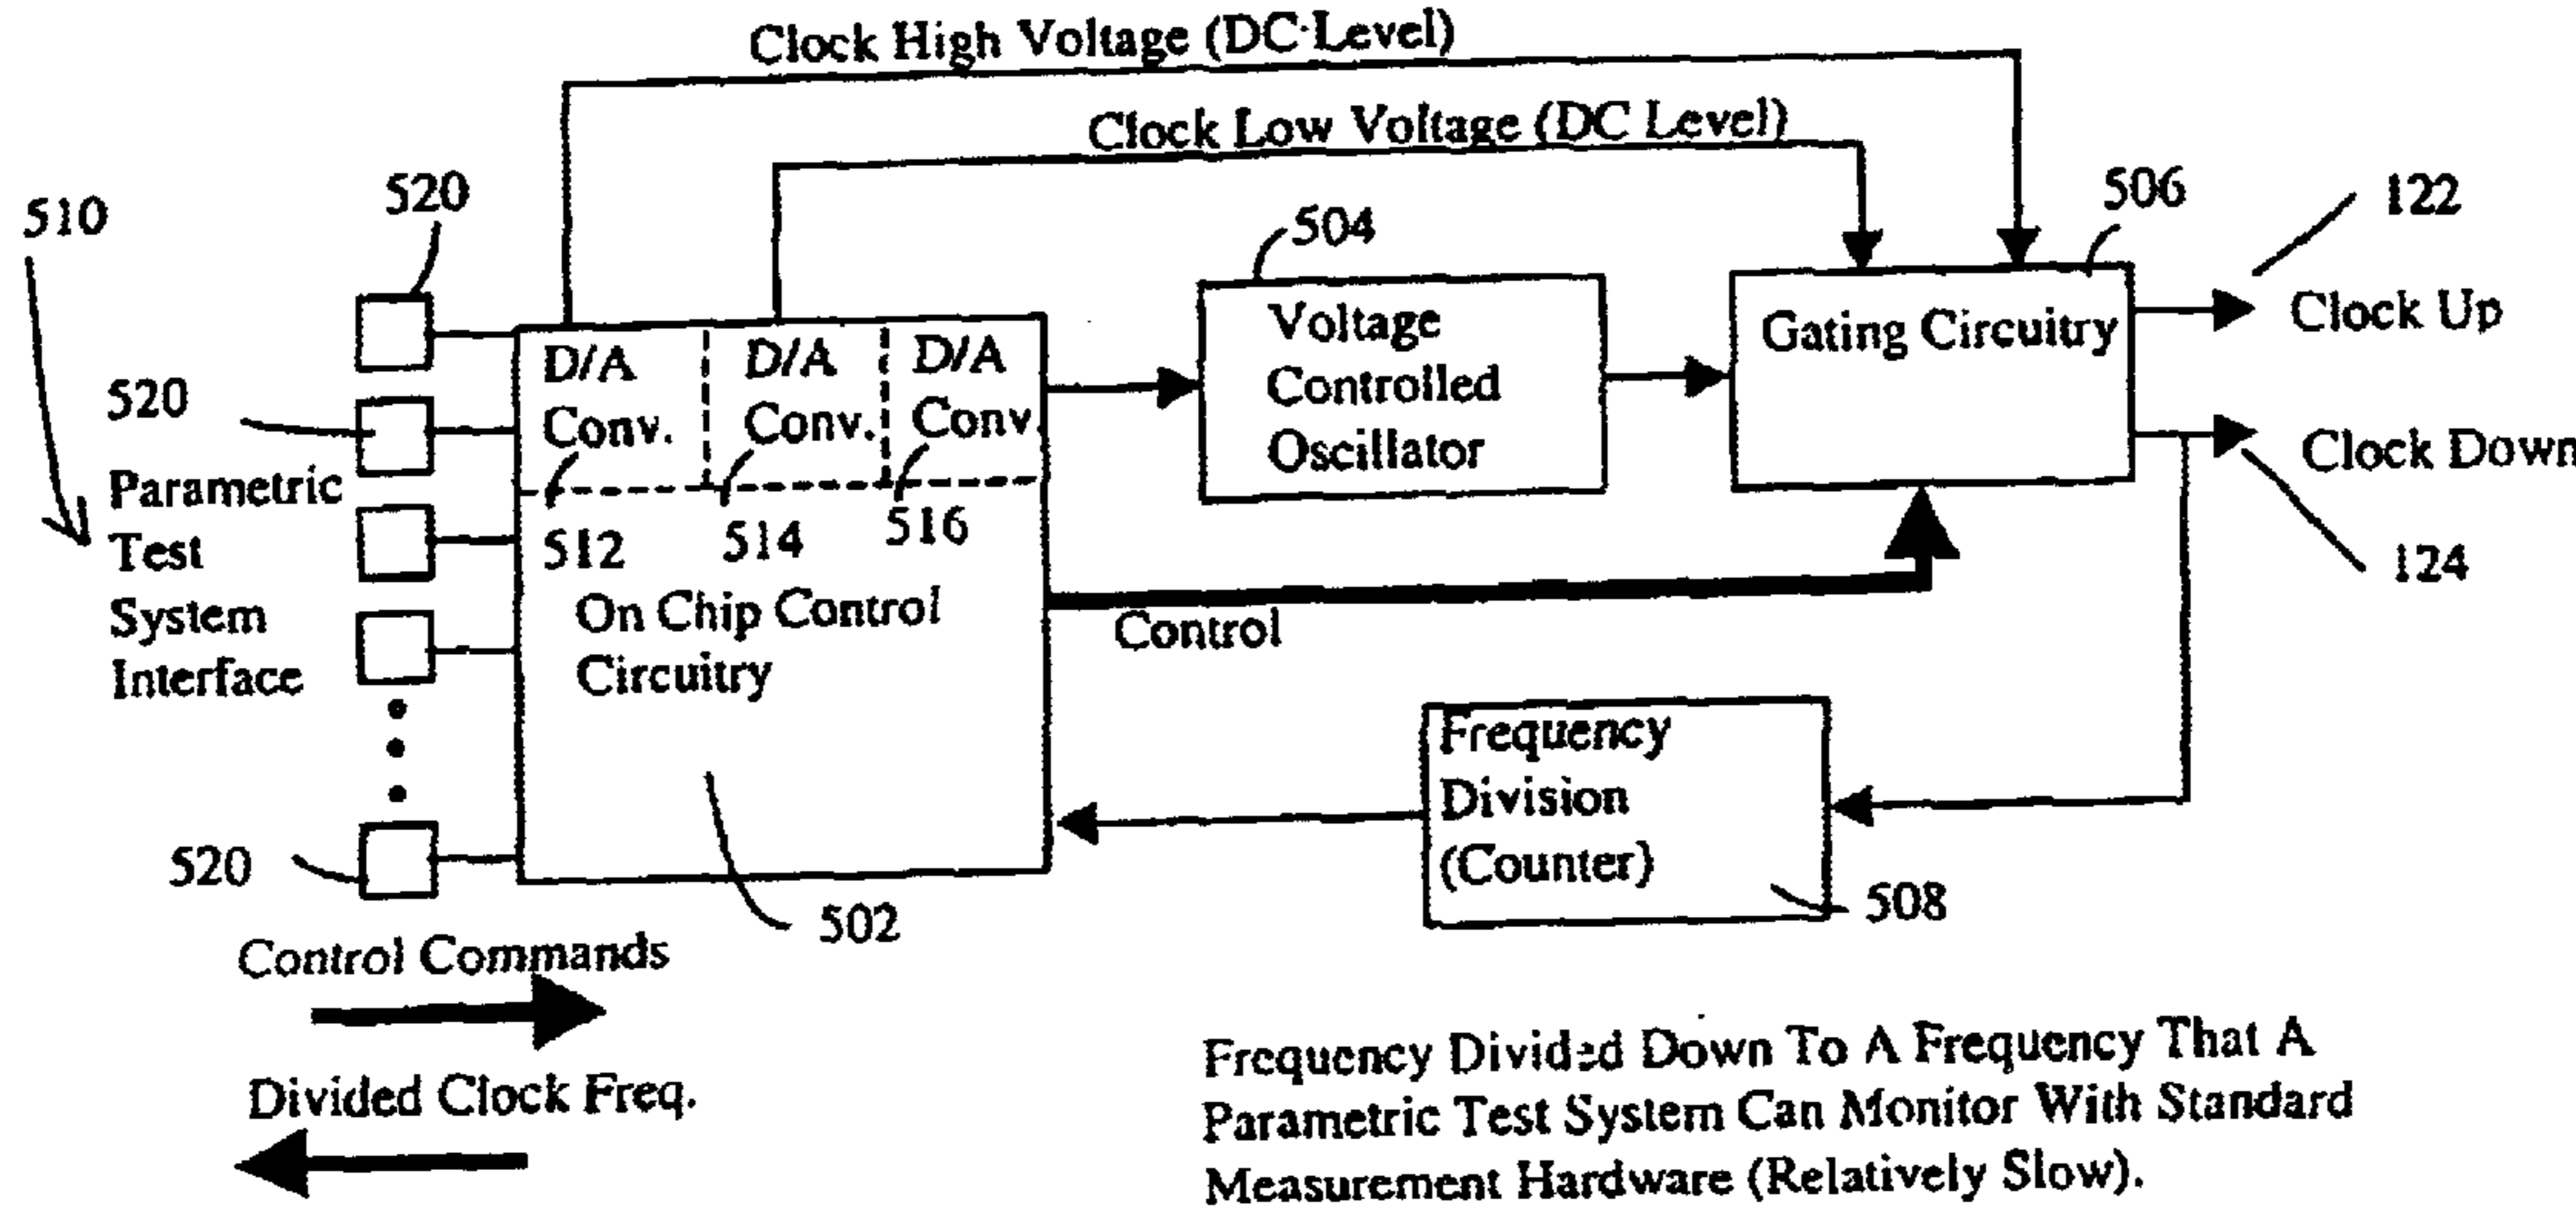 Clock High Voltage (DC Level)
Clock Low Voltage (DC Level)
510
520
504
506
122
Clock Up
D/A
Conv.
D/A
Conv.
D/A
Conv.
Voltage
Controlled
Oscillator
Gating Circuitry
520
Clock Down
512
514
516
124
Parametric
Test
System
Interface
On Chip Control
Circuitry
Control
Frequency
Division
(Counter)
508
520
502
Control Commands
Divided Clock Freq.
Frequency Divided Down To A Frequency That A
Parametric Test System Can Monitor With Standard
Measurement Hardware (Relatively Slow).